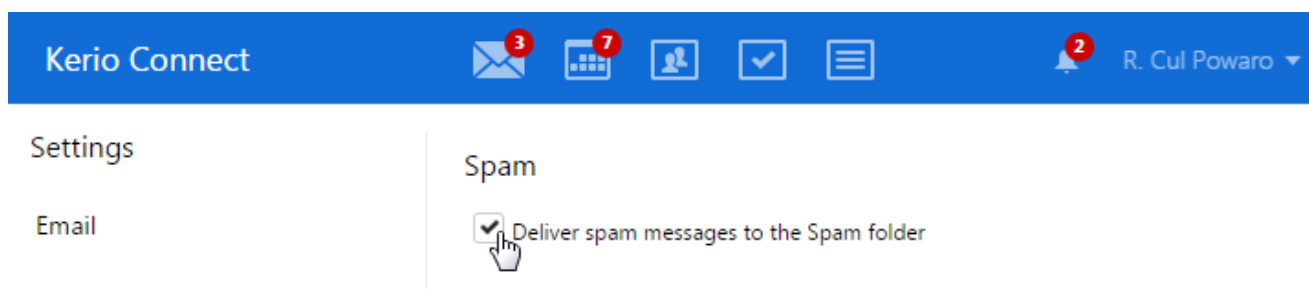 Kerio Connect 3 7 2 R. Cul Powaro
Settings
Spam
Email
Deliver spam messages to the Spam folder